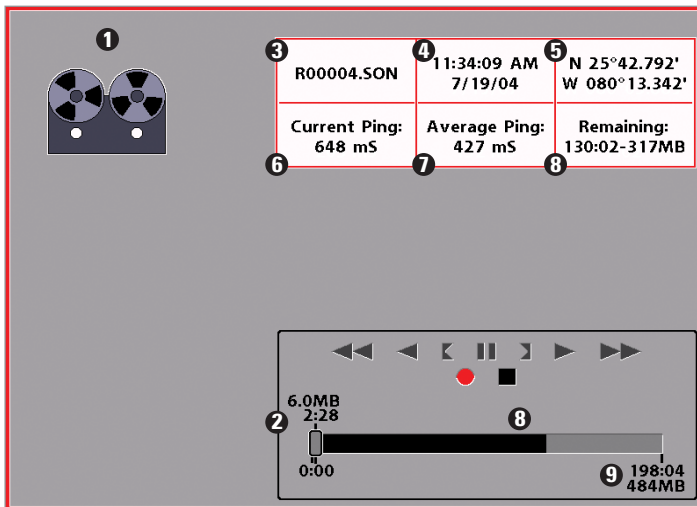 1
3
R00004.SON
4
11:34:09 AM
7/19/04
5
N 25°42.792'
W 080°13.342'
Current Ping:
648 mS
6
Average Ping:
427 mS
7
Remaining:
130:02-317MB
8
6.0MB
2:28
2
8
0:00
9
198:04
484MB